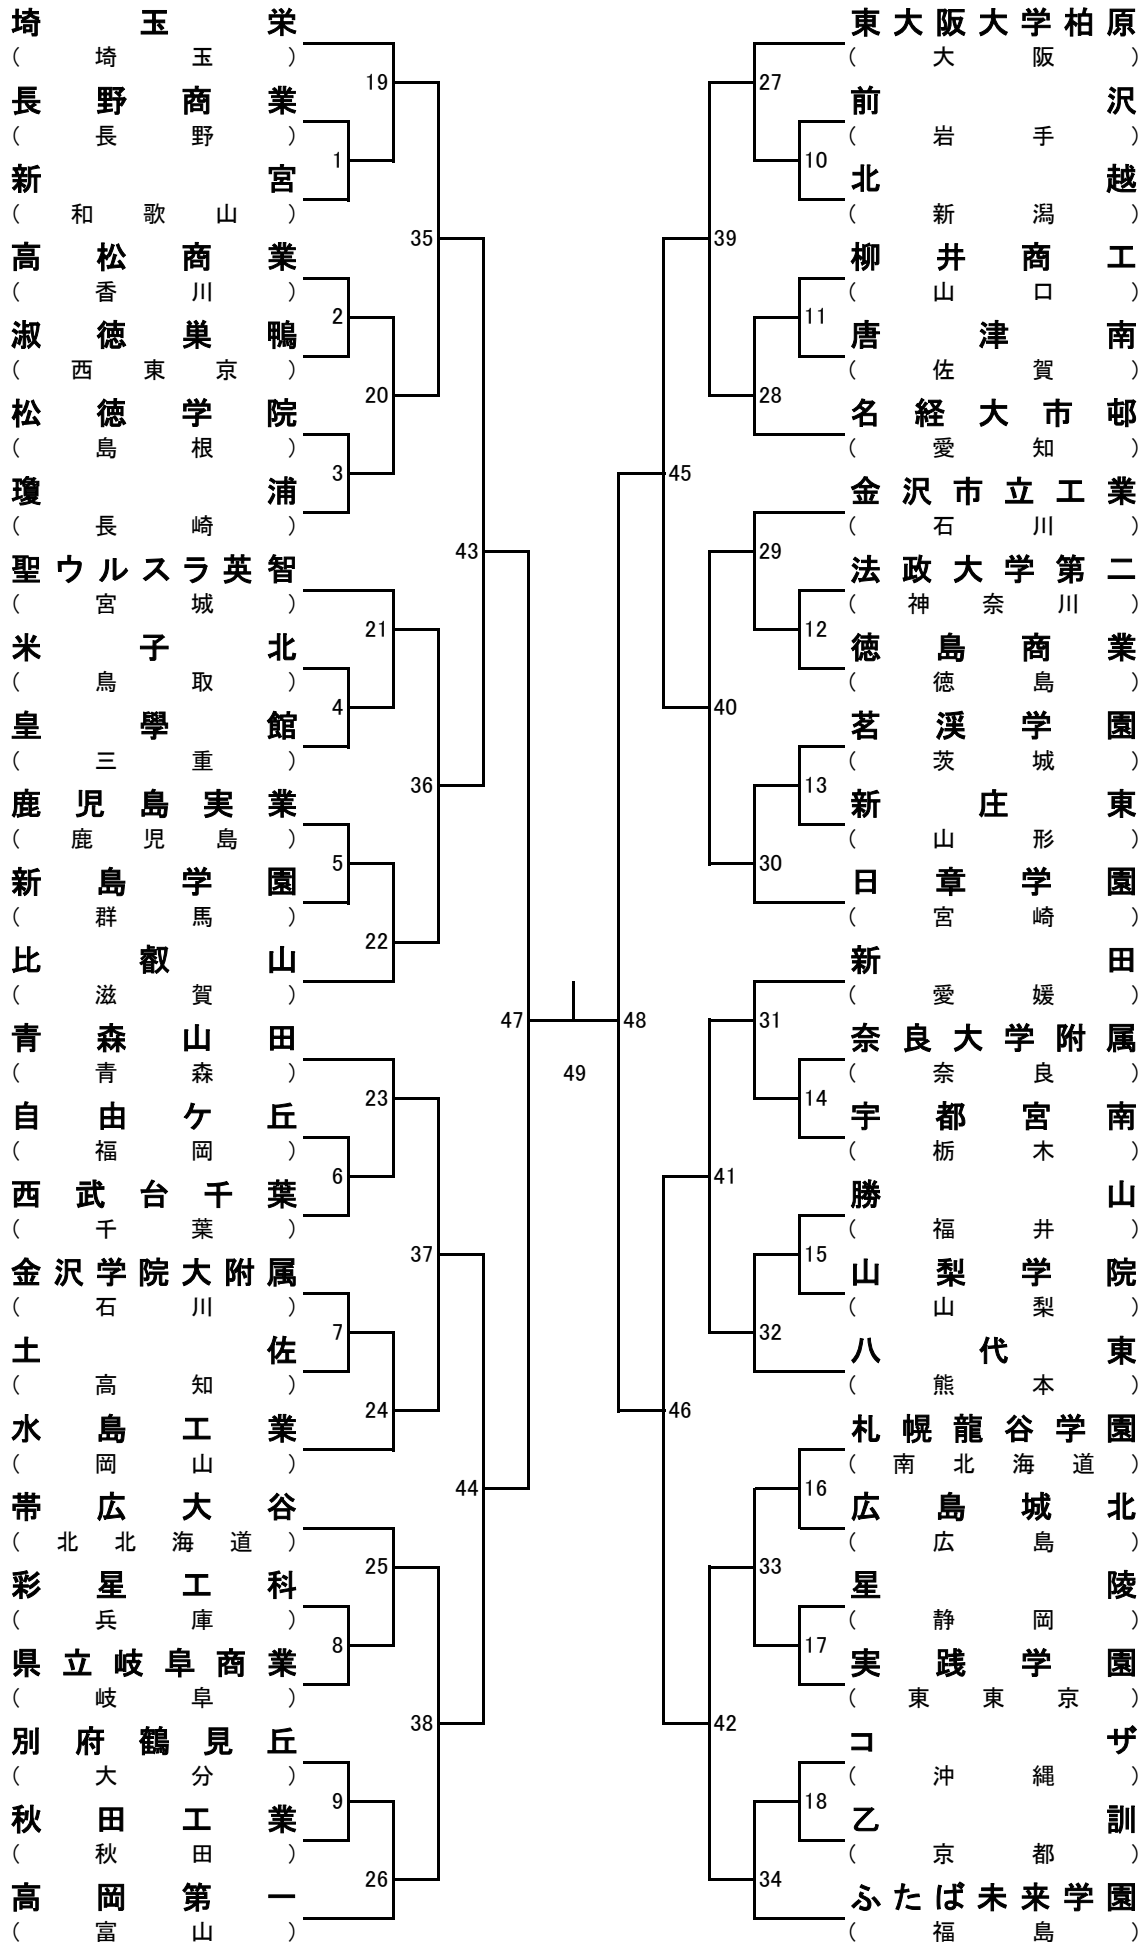 埼玉栄
(埼玉)
19
長野商業
(長野)
1
新宮
(和歌山)
35
高松商業
(香川)
2
淑徳巣鴨
(西東京)
20
松徳学院
(島根)
3
瓊浦
(長崎)
43
聖ウルスラ英智
(宮城)
21
米子北
(鳥取)
4
皇學館
(三重)
36
鹿児島実業
(鹿児島)
5
新島学園
(群馬)
22
比叡山
(滋賀)
47
青森山田
(青森)
23
自由ケ丘
(福岡)
6
西武台千葉
(千葉)
37
金沢学院大附属
(石川)
7
土佐
(高知)
24
水島工業
(岡山)
44
帯広大谷
(北北海道)
25
彩星工科
(兵庫)
8
県立岐阜商業
(岐阜)
38
別府鶴見丘
(大分)
9
秋田工業
(秋田)
26
高岡第一
(富山)
49
東大阪大学柏原
(大阪)
27
前沢
(岩手)
10
北越
(新潟)
39
柳井商工
(山口)
11
唐津南
(佐賀)
28
名経大市邨
(愛知)
45
金沢市立工業
(石川)
29
法政大学第二
(神奈川)
12
徳島商業
(徳島)
40
茗溪学園
(茨城)
13
新庄東
(山形)
30
日章学園
(宮崎)
48
新田
(愛媛)
31
奈良大学附属
(奈良)
14
宇都宮南
(栃木)
41
勝山
(福井)
15
山梨学院
(山梨)
32
八代東
(熊本)
46
札幌龍谷学園
(南北海道)
16
広島城北
(広島)
33
星陵
(静岡)
17
実践学園
(東東京)
42
コザ
(沖縄)
18
乙訓
(京都)
34
ふたば未来学園
(福島)